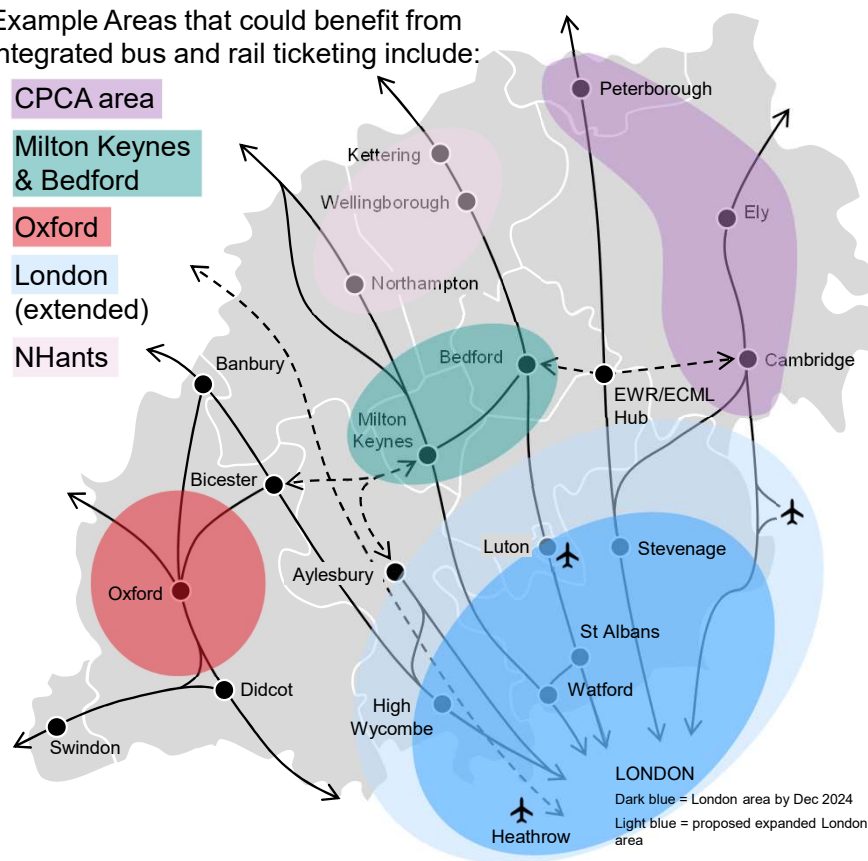 Example Areas that could benefit from
integrated bus and rail ticketing include:
CPCA area
Milton Keynes
& Bedford
Oxford
London
(extended)
NHants
Peterborough
Kettering
Wellingborough
Ely
Northampton
Banbury
Bedford
Cambridge
EWR/ECML
Hub
Milton
Keynes
Bicester
Luton
Stevenage
Aylesbury
Oxford
St Albans
Didcot
Watford
High
Wycombe
Swindon
LONDON
Dark blue = London area by Dec 2024
Light blue = proposed expanded London
area
Heathrow